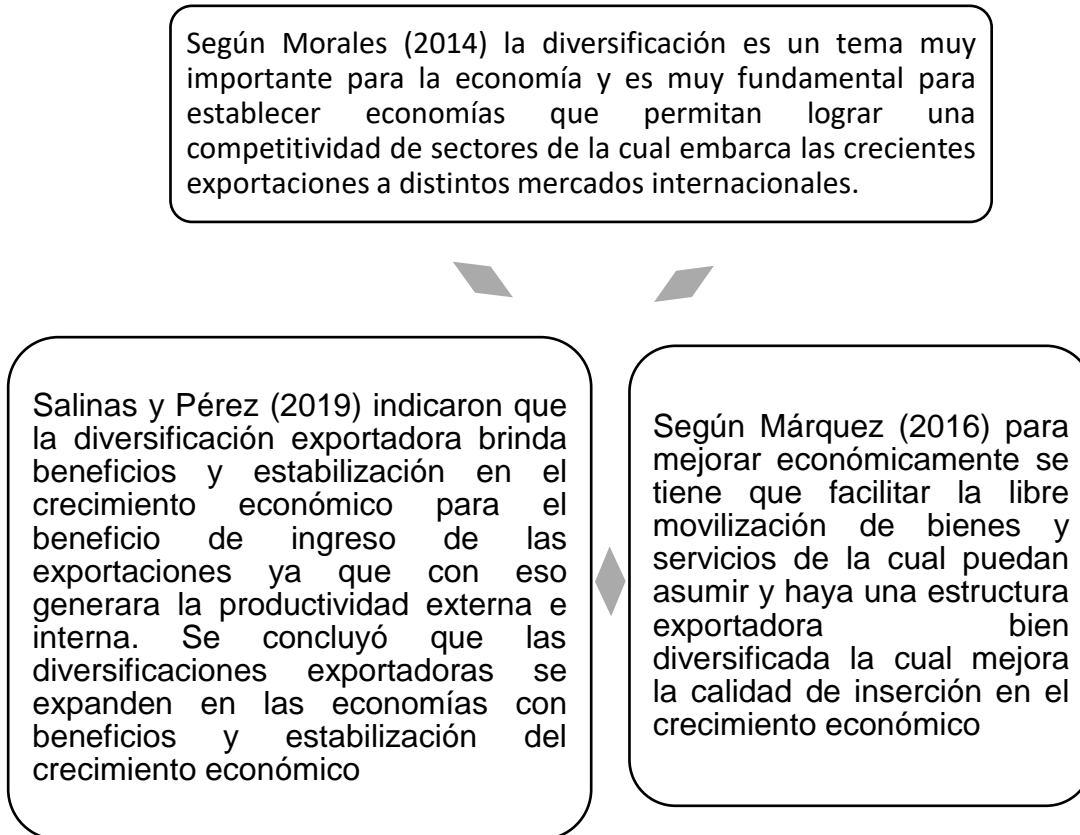 Según Morales (2014) la diversificación es un tema muy
importante para la economía y es muy fundamental para
establecer economías que permitan lograr una
competitividad de sectores de la cual embarca las crecientes
exportaciones a distintos mercados internacionales.
Salinas y Pérez (2019) indicaron que
la diversificación exportadora brinda
beneficios y estabilización en el
crecimiento económico para el
beneficio de ingreso de las
exportaciones ya que con eso
generara la productividad externa e
interna. Se concluyó que las
diversificaciones exportadoras se
expanden en las economías con
beneficios y estabilización del
crecimiento económico
Según Márquez (2016) para
mejorar económicamente se
tiene que facilitar la libre
movilización de bienes y
servicios de la cual puedan
asumir y haya una estructura
exportadora bien
diversificada la cual mejora
la calidad de inserción en el
crecimiento económico